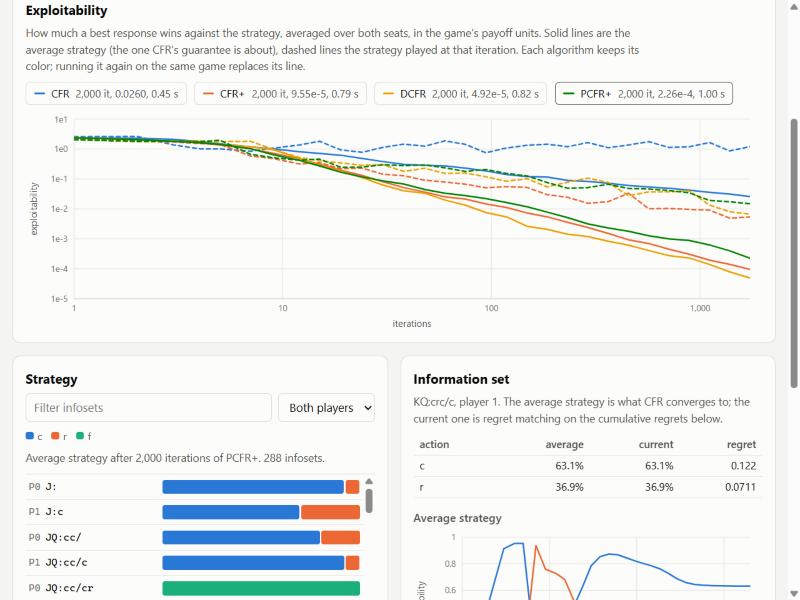 Exploitability
How much a best response wins against the strategy, averaged over both seats, in the game's payoff units. Solid lines are the
average strategy (the one CFR's guarantee is about), dashed lines the strategy played at that iteration. Each algorithm keeps its
color; running it again on the same game replaces its line.
CFR 2,000 it, 0.0260, 0.45 s
CFR+ 2,000 it, 9.55e-5, 0.79 s
DCFR 2,000 it, 4.92e-5, 0.82 s
PCFR+ 2,000 it, 2.26e-4, 1.00 s
1e1
1e0
1e-1
1e-2
1e-3
1e-4
1e-5
exploitability
1
10
100
1,000
iterations
Strategy
Filter infosets
Both players
c r f
Average strategy after 2,000 iterations of PCFR+. 288 infosets.
P0 J:
P1 J:c
P0 JQ:cc/
P1 JQ:cc/c
P0 JQ:cc/cr
Information set
KQ:crc/c, player 1. The average strategy is what CFR converges to; the
current one is regret matching on the cumulative regrets below.
action average current regret
c 63.1% 63.1% 0.122
r 36.9% 36.9% 0.0711
Average strategy
1
0.8
0.6